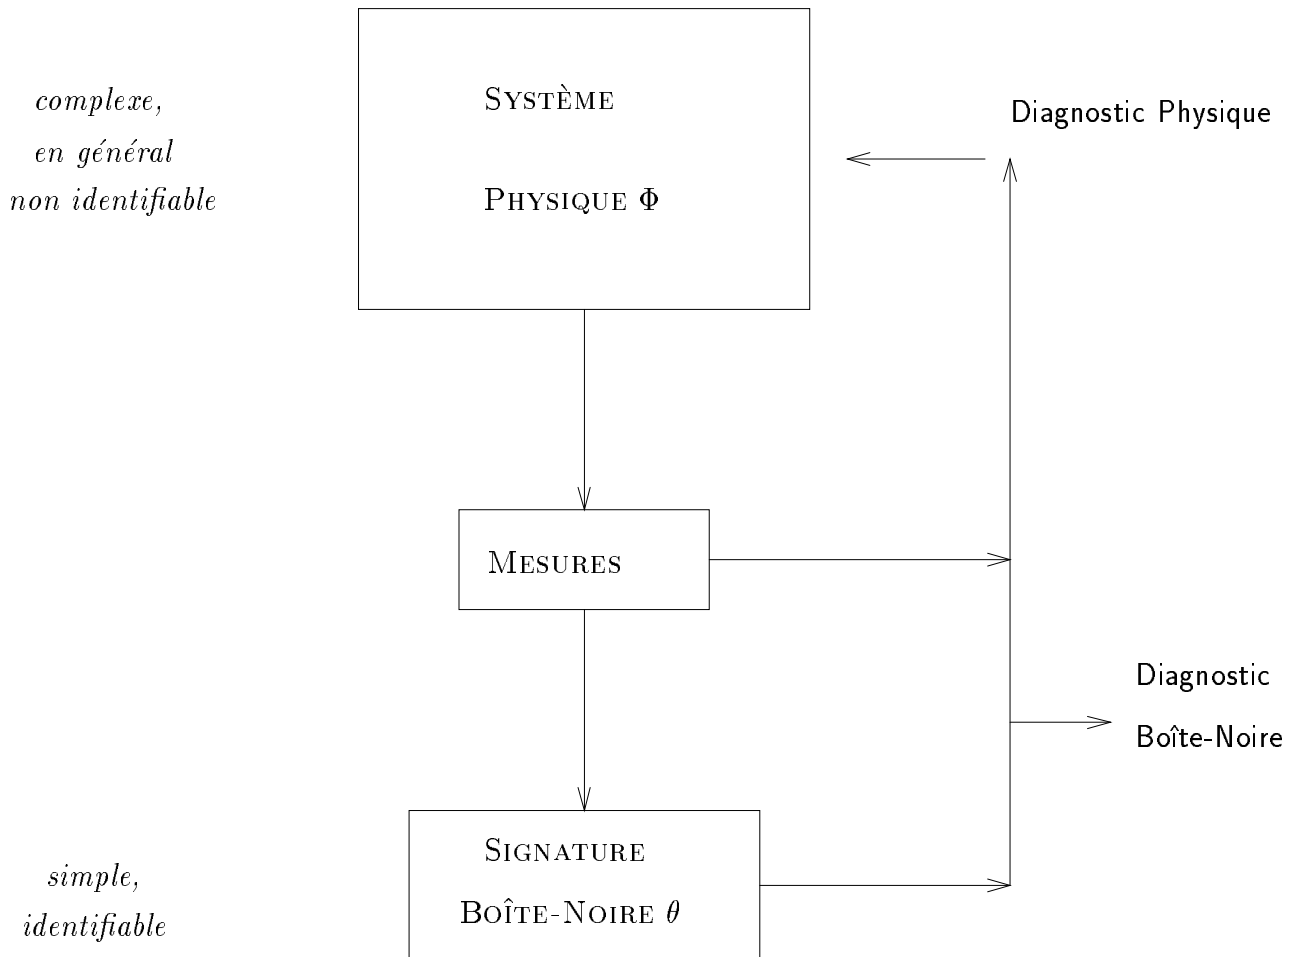 complexe,
en général
non identifiable
Système
Physique Φ
Diagnostic Physique
Mesures
Diagnostic
Boîte-Noire
simple,
identifiable
Signature
Boîte-Noire θ